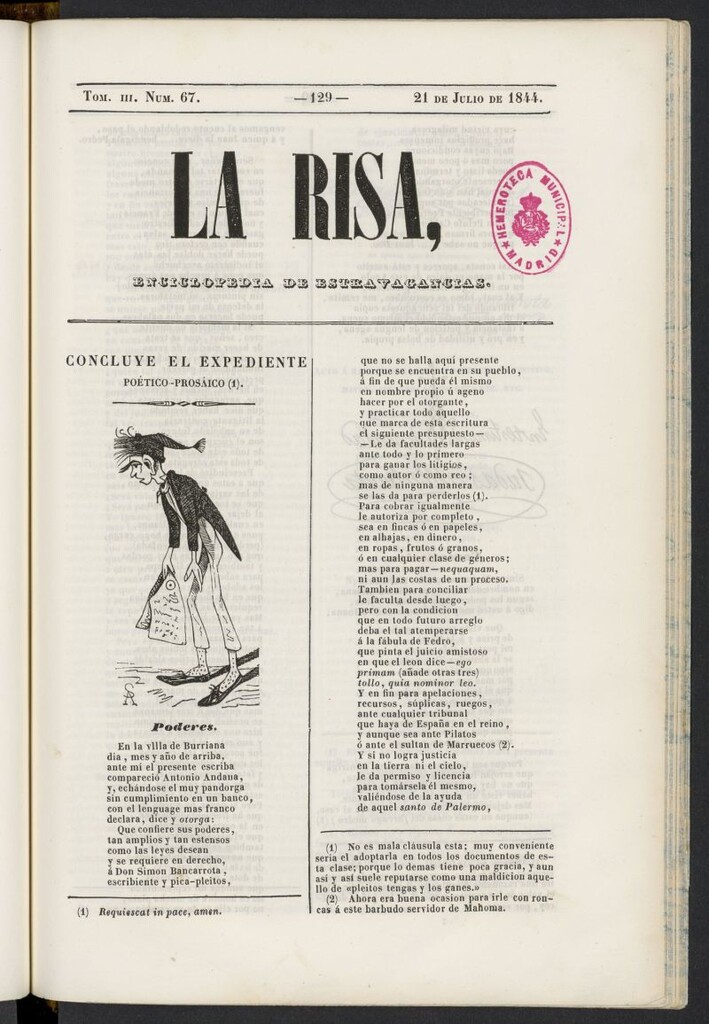 Tom. III. Num. 67.
—129—
21 de Julio de 1844.
LA RISA,
ENCICLOPEDIA DE ESTRAVAGANCIAS.
HEMEROTECA MUNICIPAL
★ MADRID ★
CONCLUYE EL EXPEDIENTE
POÉTICO-PROSÁICO (1).
Poderes.
En la villa de Burriana
dia, mes y año de arriba,
ante mí el presente escriba
compareció Antonio Andana,
y, echándose el muy pandorga
sin cumplimiento en un banco,
con el lenguage mas franco
declara, dice y otorga:
Que confiere sus poderes,
tan amplios y tan estensos
como las leyes desean
y se requiere en derecho,
á Don Simon Bancarrota,
escribiente y pica-pleitos,
(1) Requiescat in pace, amen.
que no se halla aquí presente
porque se encuentra en su pueblo,
á fin de que pueda él mismo
en nombre propio ú ageno
hacer por el otorgante,
y practicar todo aquello
que marca de esta escritura
el siguiente presupuesto—
—Le da facultades largas
ante todo y lo primero
para ganar los litigios,
como autor ó como reo;
mas de ninguna manera
se las da para perderlos (1).
Para cobrar igualmente
le autoriza por completo,
sea en fincas ó en papeles,
en alhajas, en dinero,
en ropas, frutos ó granos,
ó en cualquier clase de géneros;
mas para pagar—nequaquam,
ni aun las costas de un proceso.
Tambien para conciliar
le faculta desde luego,
pero con la condicion
que en todo futuro arreglo
deba el tal atemperarse
á la fábula de Fedro,
que pinta el juicio amistoso
en que el leon dice—ego
primam (añade otras tres)
tollo, quia nominor leo.
Y en fin para apelaciones,
recursos, súplicas, ruegos,
ante cualquier tribunal
que haya de España en el reino,
y aunque sea ante Pilatos
ó ante el sultan de Marruecos (2).
Y si no logra justicia
en la tierra ni el cielo,
le da permiso y licencia
para tomársela él mesmo,
valiéndose de la ayuda
de aquel santo de Palermo,
(1) No es mala cláusula esta; muy conveniente
seria el adoptarla en todos los documentos de es-
ta clase; porque lo demas tiene poca gracia, y aun
así y así suele reputarse como una maldicion aque-
llo de «pleitos tengas y los ganes.»
(2) Ahora era buena ocasion para irle con ron-
cas á este barbudo servidor de Mahoma.